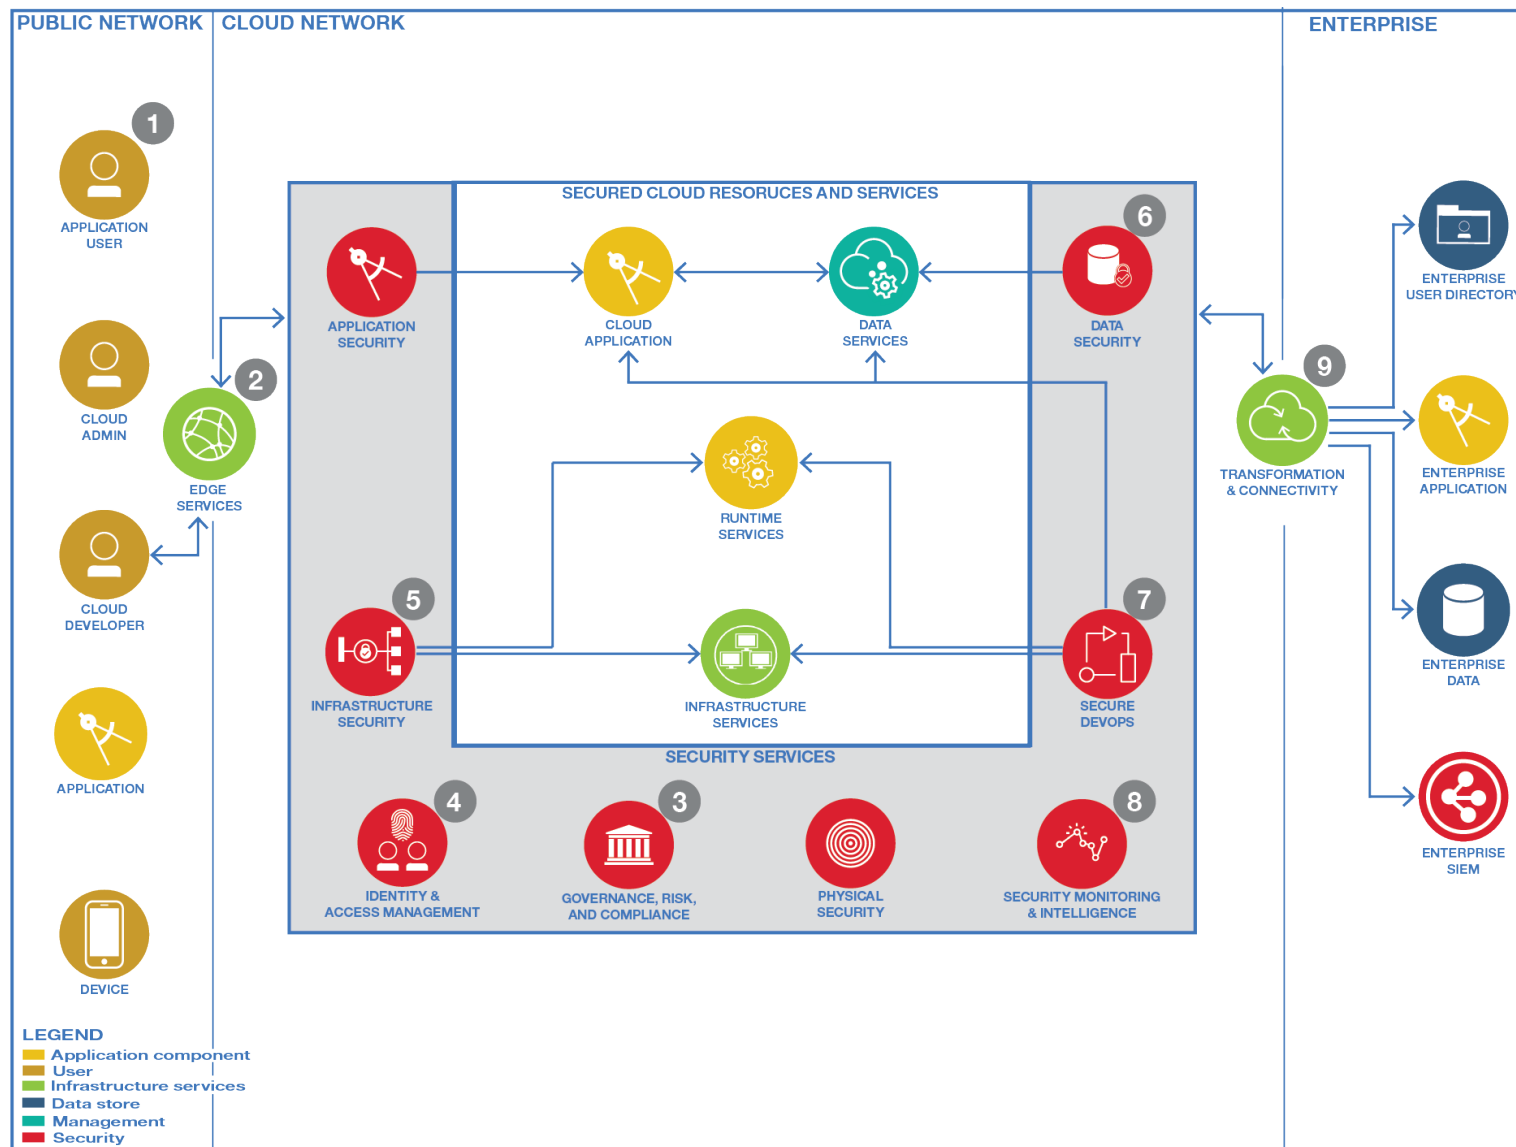 PUBLIC NETWORK
CLOUD NETWORK
ENTERPRISE
1
APPLICATION
USER
CLOUD
ADMIN
2
EDGE
SERVICES
CLOUD
DEVELOPER
APPLICATION
DEVICE
SECURED CLOUD RESORUCES AND SERVICES
APPLICATION
SECURITY
CLOUD
APPLICATION
DATA
SERVICES
6
DATA
SECURITY
RUNTIME
SERVICES
5
INFRASTRUCTURE
SECURITY
INFRASTRUCTURE
SERVICES
7
SECURE
DEVOPS
SECURITY SERVICES
4
IDENTITY &
ACCESS MANAGEMENT
3
GOVERNANCE, RISK,
AND COMPLIANCE
PHYSICAL
SECURITY
8
SECURITY MONITORING
& INTELLIGENCE
9
TRANSFORMATION
& CONNECTIVITY
ENTERPRISE
USER DIRECTORY
ENTERPRISE
APPLICATION
ENTERPRISE
DATA
ENTERPRISE
SIEM
LEGEND
Application component
User
Infrastructure services
Data store
Management
Security